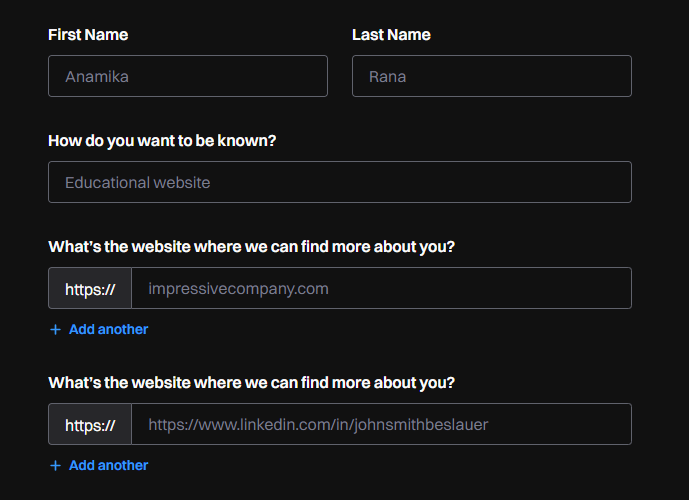 First Name Last Name
Anamika Rana
How do you want to be known?
Educational website
What's the website where we can find more about you?
https:// impressivecompany.com
+ Add another
What's the website where we can find more about you?
https:// https://www.linkedin.com/in/johnsmithbeslauer
+ Add another